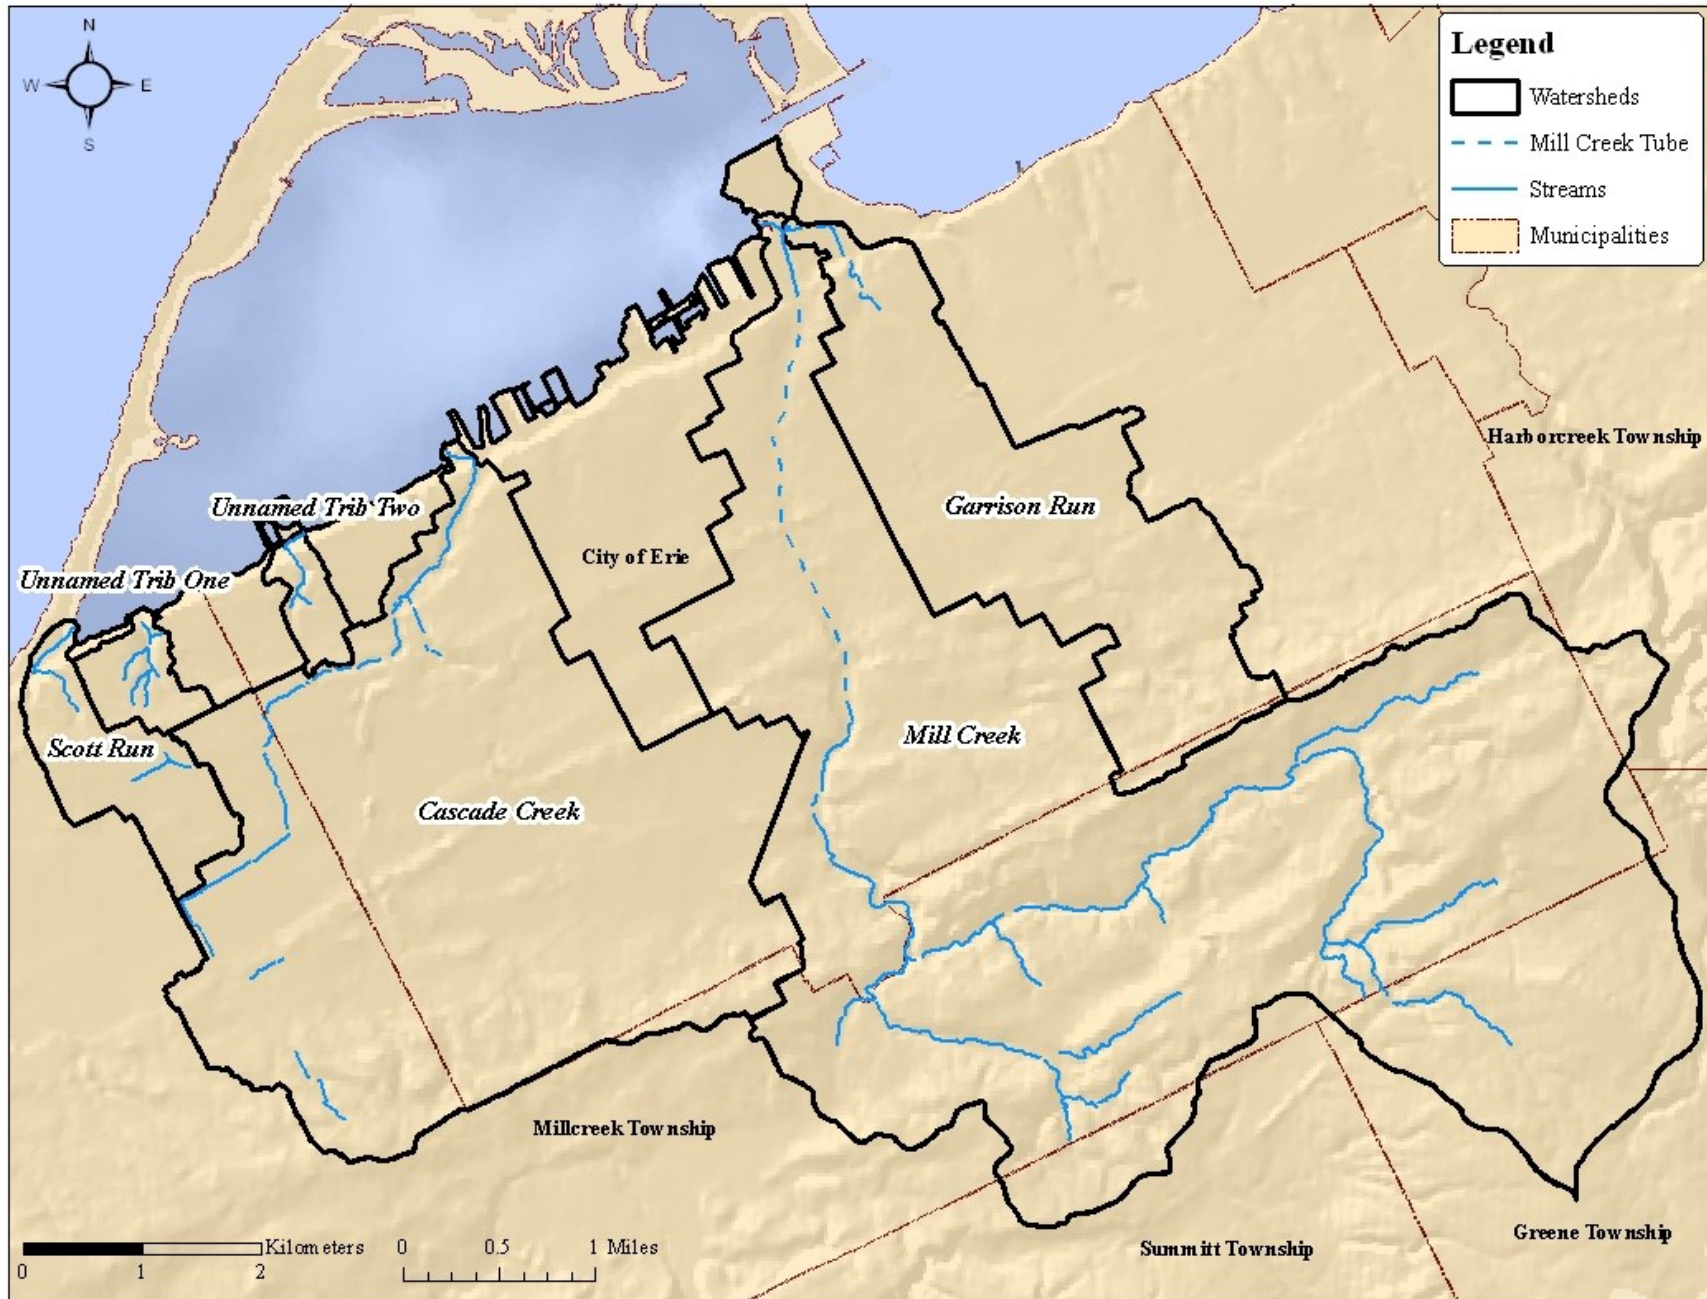 N
W E
S
Legend
Watersheds
Mill Creek Tube
Streams
Municipalities
Harborcreek Township
Unnamed Trib Two
Garrison Run
City of Erie
Unnamed Trib One
Scott Run
Mill Creek
Cascade Creek
Millcreek Township
Greene Township
Summitt Township
Kilometers
0 1 2
0 0.5 1 Miles